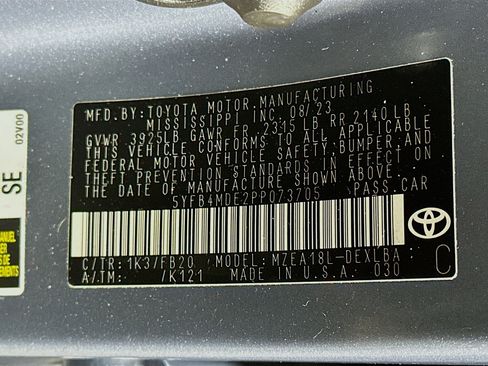 MFD.BY: TOYOTA MOTOR MANUFACTURING
MISSISSIPPI INC. 08/23
GVWR 3925LB GAWR FR 2315 LB, RR 2140 LB
THIS VEHICLE CONFORMS TO ALL APPLICABLE
FEDERAL MOTOR VEHICLE SAFETY,BUMPER,AND
THEFT PREVENTION STANDARDS IN EFFECT ON
THE DATE OF MANUFACTURE SHOWN ABOVE.
5YFB4MDE2PP073705 PASS.CAR
C/TR: 1K3/FB20 MODEL: MZEA18L-DEXLBA C
A/TM: /K121 MADE IN U.S.A. 030
TOYOTA
SE
02V00